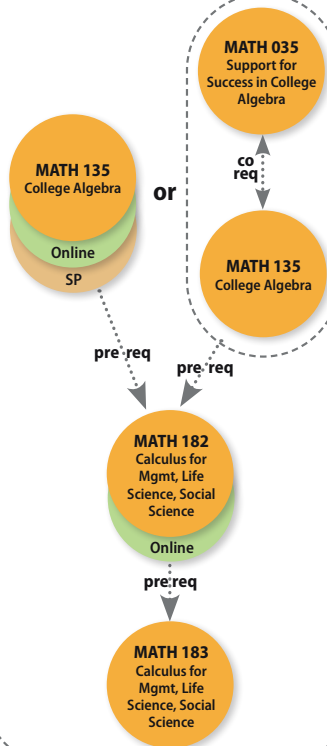 MATH 035
Support for
Success in College
Algebra
co
req
MATH 135
College Algebra
Online
SP
or
MATH 135
College Algebra
pre req
pre req
MATH 182
Calculus for
Mgmt, Life
Science, Social
Science
Online
pre req
MATH 183
Calculus for
Mgmt, Life
Science, Social
Science